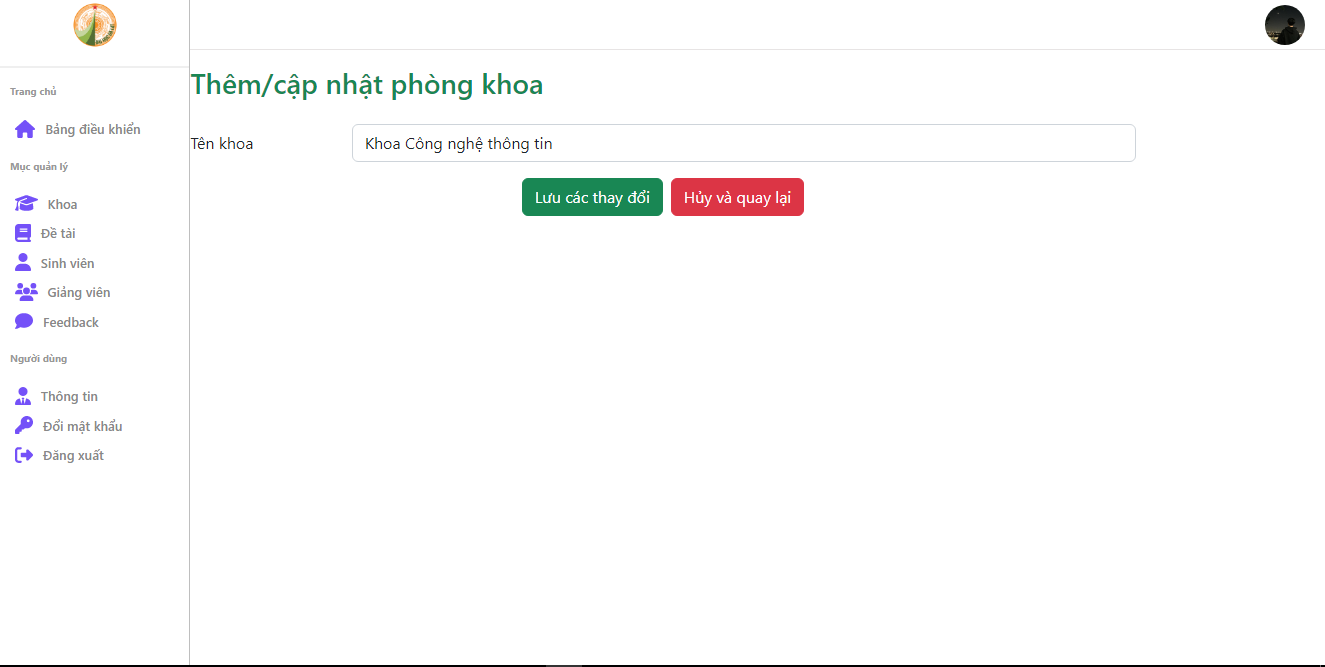 Trang chủ
Bảng điều khiển
Mục quản lý
Khoa
Đề tài
Sinh viên
Giảng viên
Feedback
Người dùng
Thông tin
Đổi mật khẩu
Đăng xuất
Thêm/cập nhật phòng khoa
Tên khoa
Khoa Công nghệ thông tin
Lưu các thay đổi
Hủy và quay lại